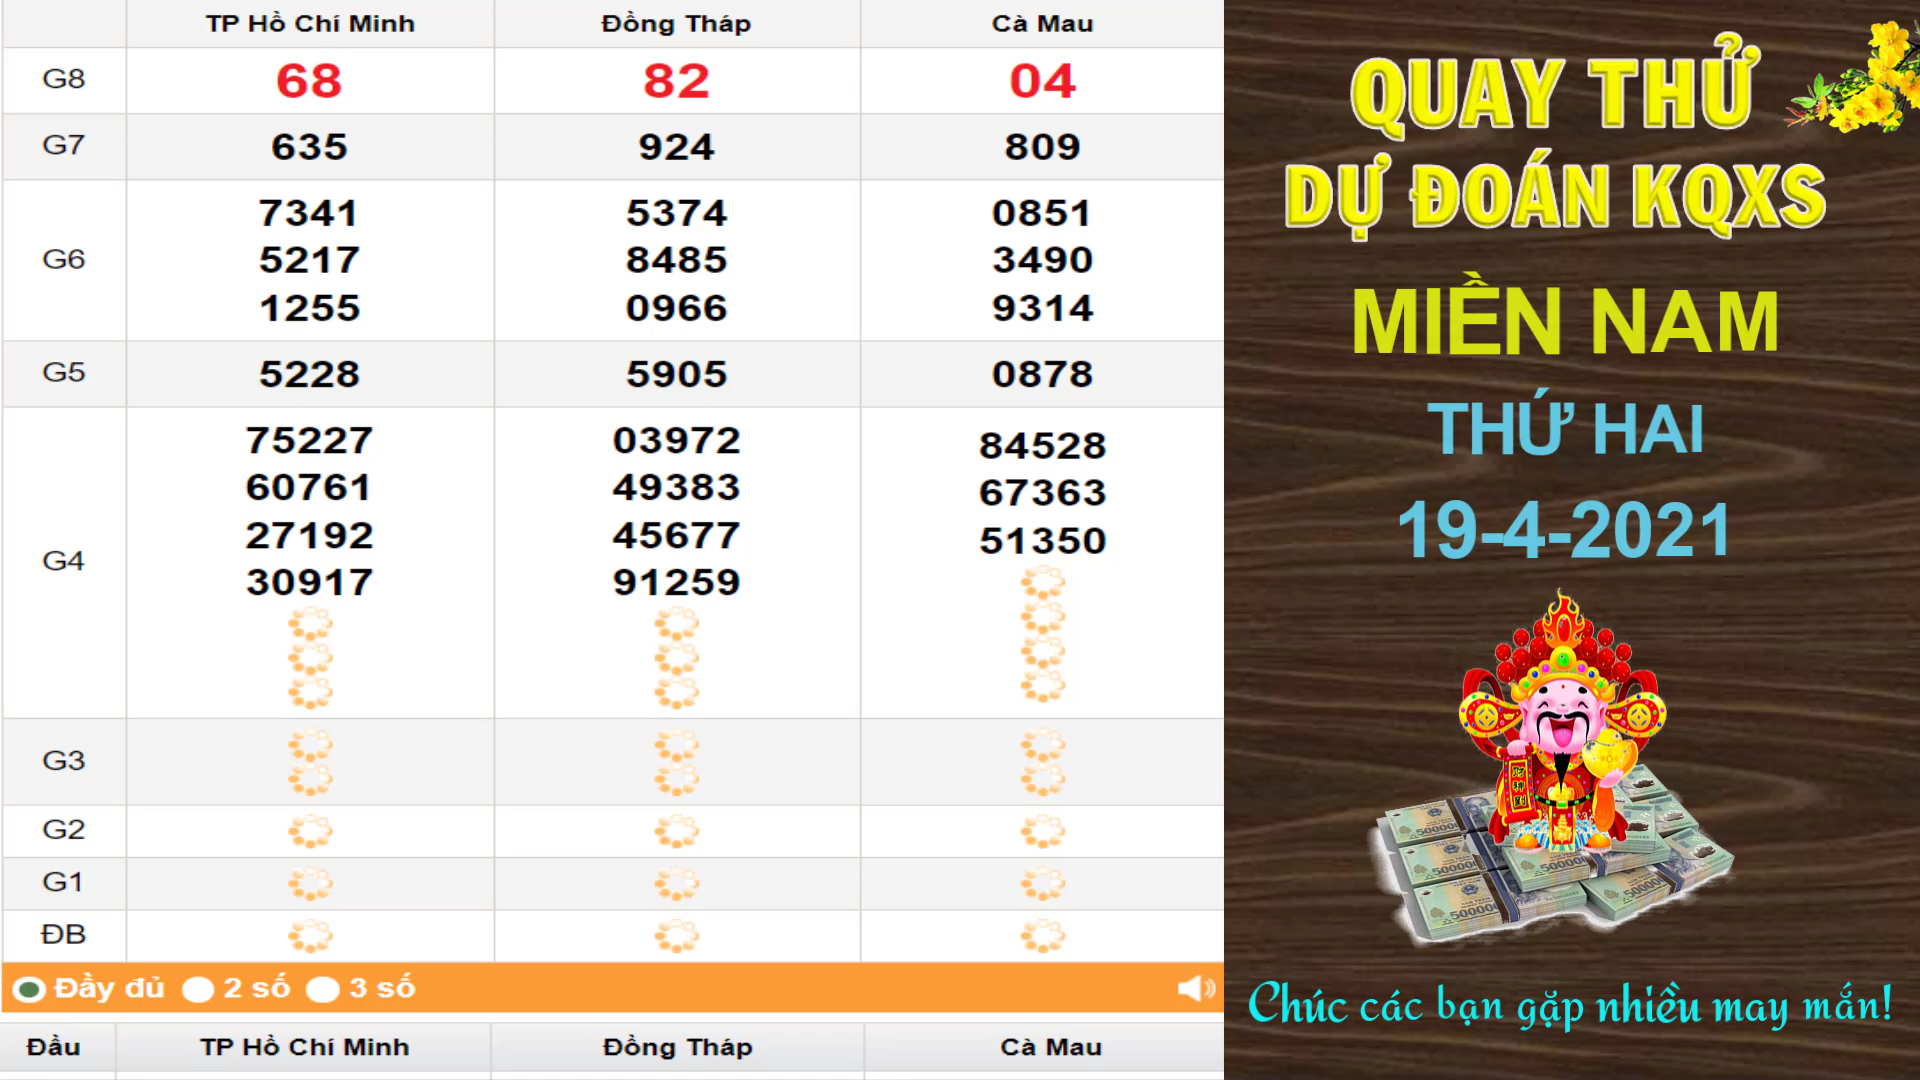 TP Hồ Chí Minh Đồng Tháp Cà Mau
G8 68 82 04
G7 635 924 809
G6
7341 5374 0851
5217 8485 3490
1255 0966 9314
G5 5228 5905 0878
G4
75227 03972 84528
60761 49383 67363
27192 45677 51350
30917 91259
G3
G2
G1
ĐB
Đầy đủ 2 số 3 số
Đầu TP Hồ Chí Minh Đồng Tháp Cà Mau
QUAY THỬ
DỰ ĐOÁN KQXS
MIỀN NAM
THỨ HAI
19-4-2021
Chúc các bạn gặp nhiều may mắn!